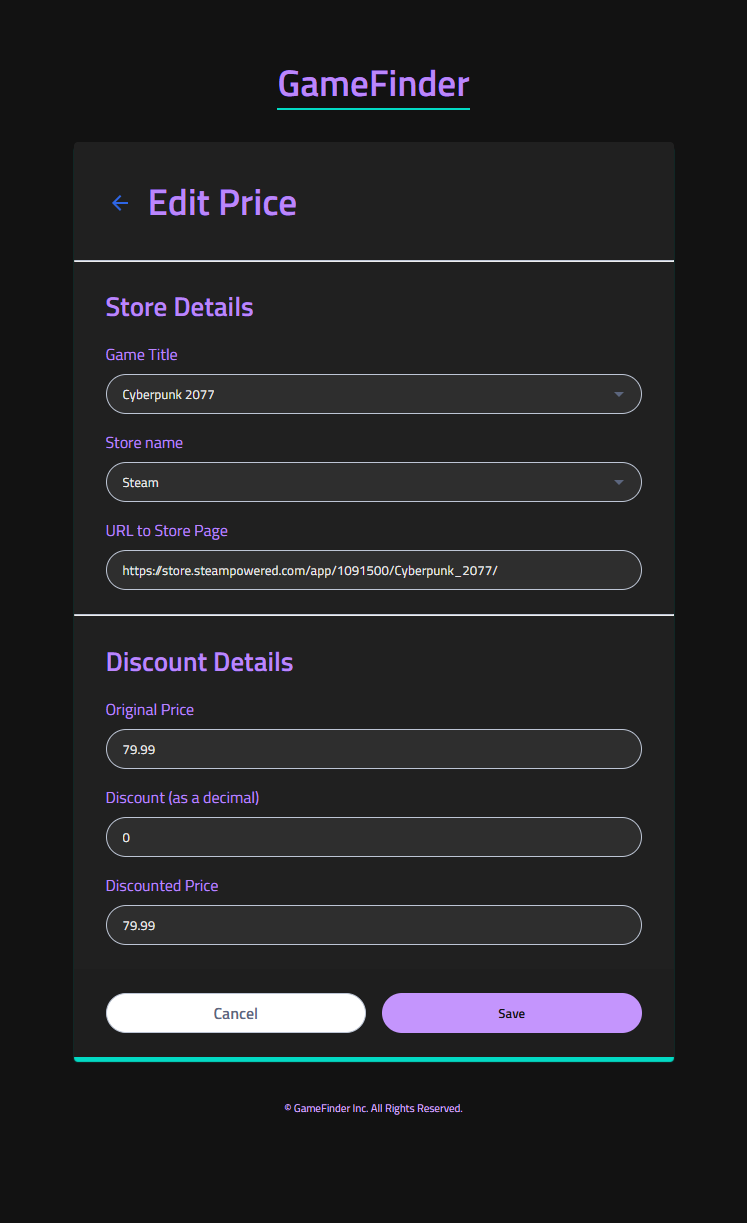 GameFinder
Edit Price
Store Details
Game Title
Cyberpunk 2077
Store name
Steam
URL to Store Page
https://store.steampowered.com/app/1091500/Cyberpunk_2077/
Discount Details
Original Price
79.99
Discount (as a decimal)
0
Discounted Price
79.99
Cancel Save
© GameFinder Inc. All Rights Reserved.